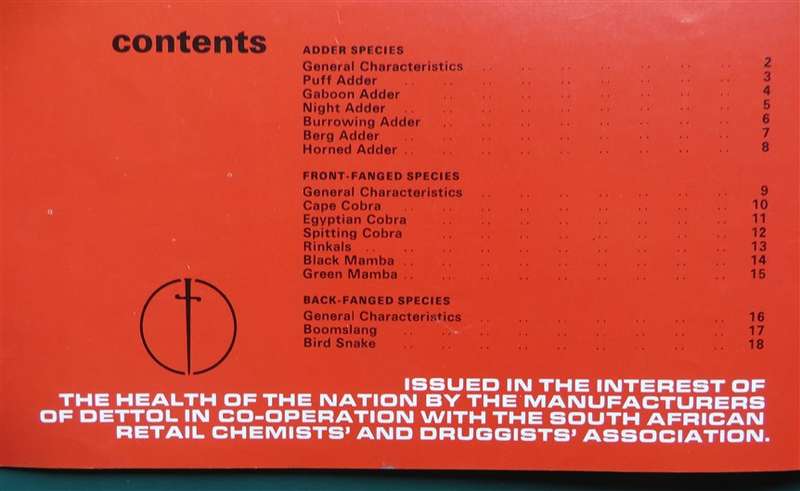 contents
ADDER SPECIES
General Characteristics .. .. .. .. .. .. .. 2
Puff Adder .. .. .. .. .. .. .. .. 3
Gaboon Adder .. .. .. .. .. .. .. 4
Night Adder .. .. .. .. .. .. .. .. 5
Burrowing Adder .. .. .. .. .. .. .. 6
Berg Adder .. .. .. .. .. .. .. .. 7
Horned Adder .. .. .. .. .. .. .. .. 8
FRONT-FANGED SPECIES
General Characteristics .. .. .. .. .. .. .. 9
Cape Cobra .. .. .. .. .. .. .. .. 10
Egyptian Cobra .. .. .. .. .. .. .. 11
Spitting Cobra .. .. .. .. .. .. .. 12
Rinkals .. .. .. .. .. .. .. .. .. 13
Black Mamba .. .. .. .. .. .. .. .. 14
Green Mamba .. .. .. .. .. .. .. .. 15
BACK-FANGED SPECIES
General Characteristics .. .. .. .. .. .. .. 16
Boomslang .. .. .. .. .. .. .. .. 17
Bird Snake .. .. .. .. .. .. .. .. 18
ISSUED IN THE INTEREST OF
THE HEALTH OF THE NATION BY THE MANUFACTURERS
OF DETTOL IN CO-OPERATION WITH THE SOUTH AFRICAN
RETAIL CHEMISTS' AND DRUGGISTS' ASSOCIATION.